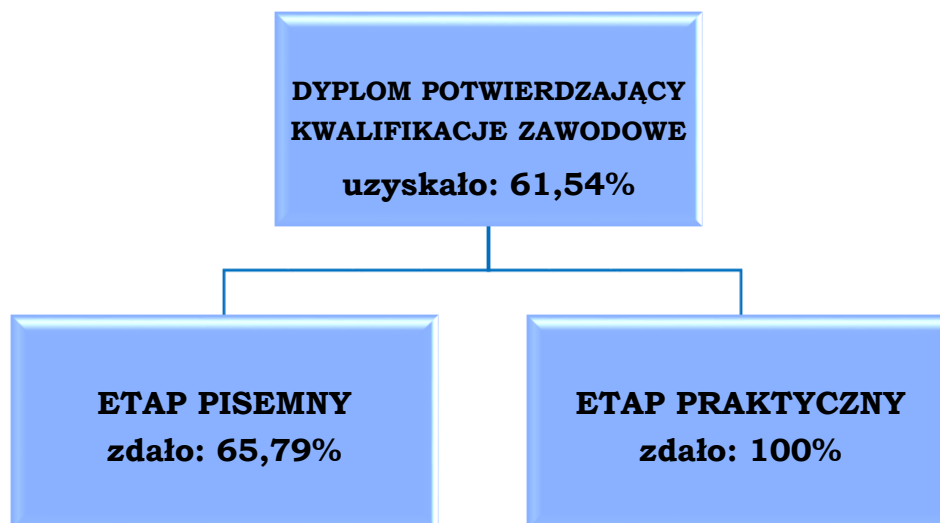 DYPLOM POTWIERDZAJĄCY
KWALIFIKACJE ZAWODOWE
uzyskało: 61,54%
ETAP PISEMNY
zdało: 65,79%
ETAP PRAKTYCZNY
zdało: 100%